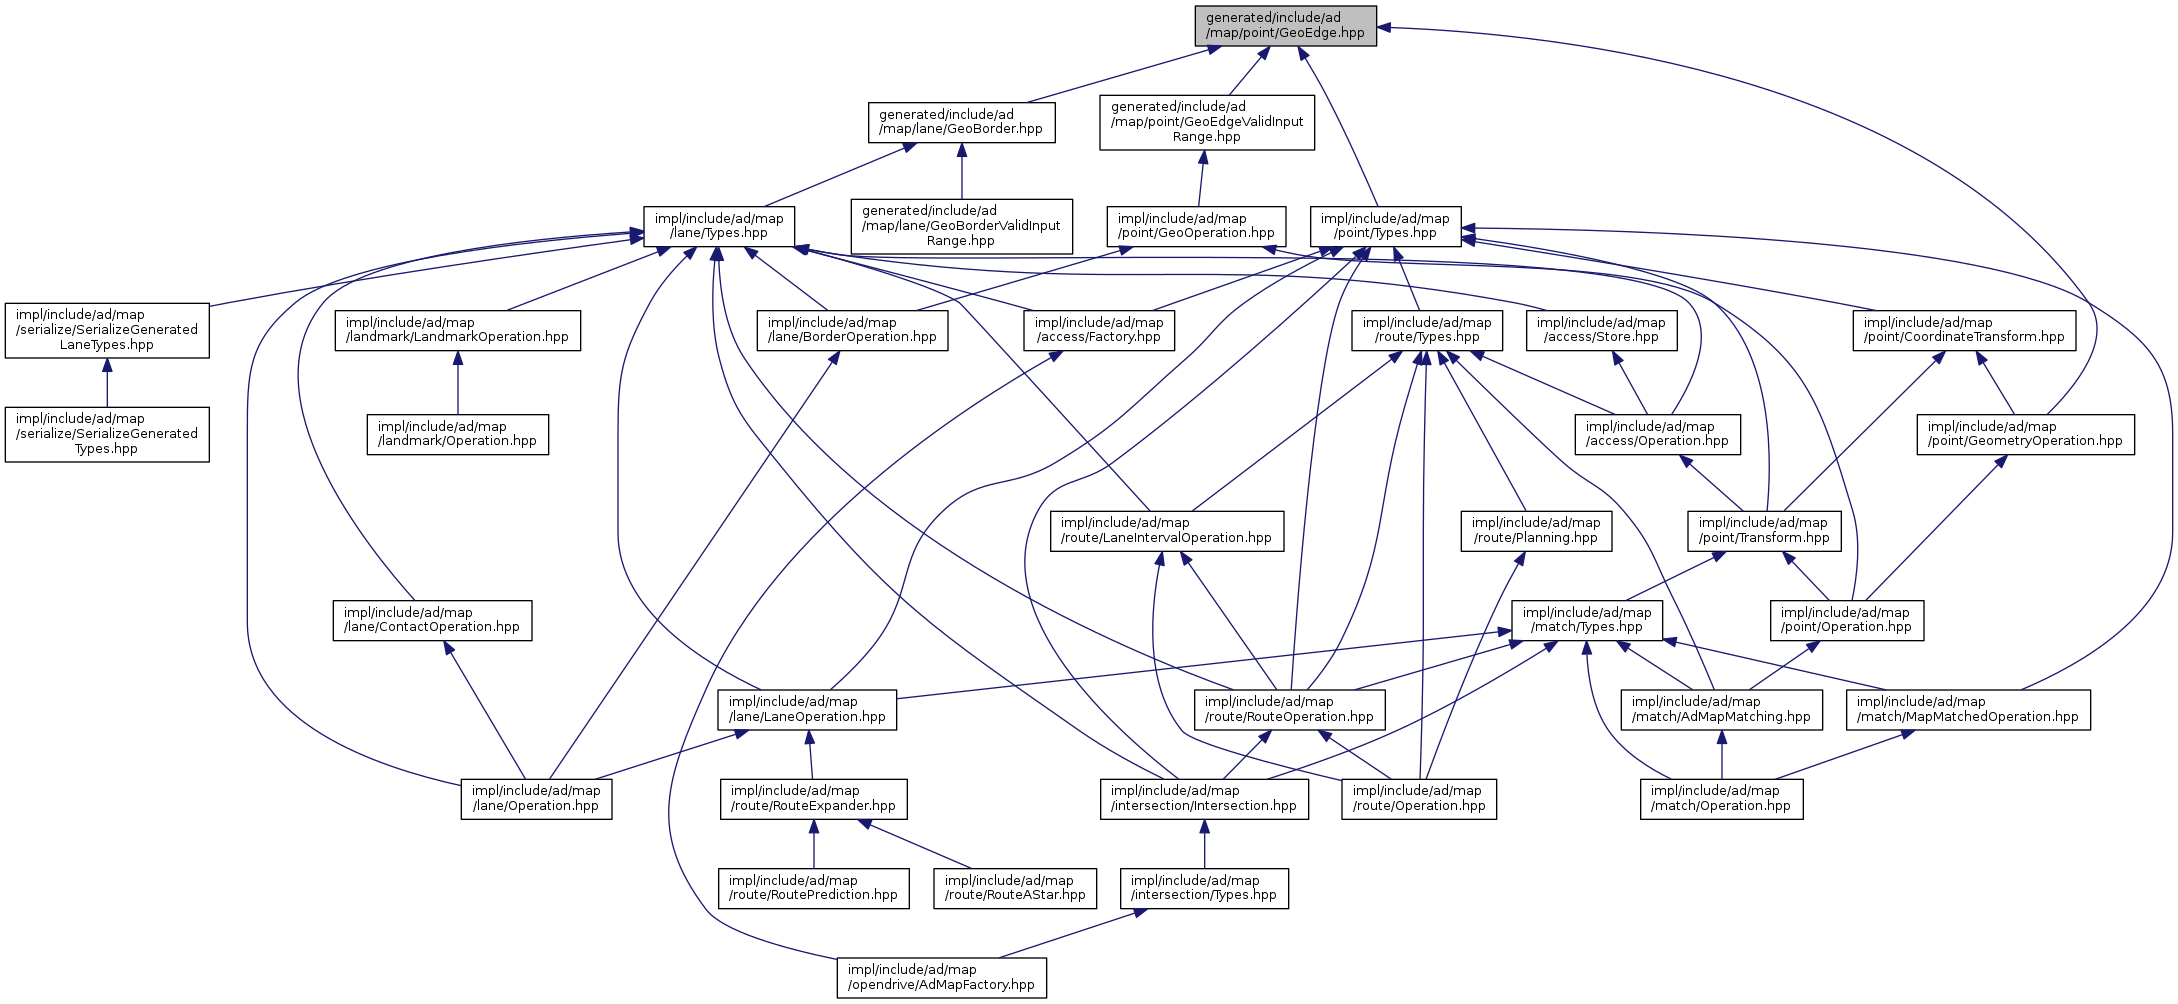 generated/include/ad
/map/point/GeoEdge.hpp
generated/include/ad
/map/lane/GeoBorder.hpp
generated/include/ad
/map/point/GeoEdgeValidInput
Range.hpp
impl/include/ad/map
/lane/Types.hpp
generated/include/ad
/map/lane/GeoBorderValidInput
Range.hpp
impl/include/ad/map
/point/GeoOperation.hpp
impl/include/ad/map
/point/Types.hpp
impl/include/ad/map
/serialize/SerializeGenerated
LaneTypes.hpp
impl/include/ad/map
/landmark/LandmarkOperation.hpp
impl/include/ad/map
/lane/BorderOperation.hpp
impl/include/ad/map
/access/Factory.hpp
impl/include/ad/map
/route/Types.hpp
impl/include/ad/map
/access/Store.hpp
impl/include/ad/map
/point/CoordinateTransform.hpp
impl/include/ad/map
/serialize/SerializeGenerated
Types.hpp
impl/include/ad/map
/landmark/Operation.hpp
impl/include/ad/map
/access/Operation.hpp
impl/include/ad/map
/point/GeometryOperation.hpp
impl/include/ad/map
/route/LaneIntervalOperation.hpp
impl/include/ad/map
/route/Planning.hpp
impl/include/ad/map
/point/Transform.hpp
impl/include/ad/map
/lane/ContactOperation.hpp
impl/include/ad/map
/match/Types.hpp
impl/include/ad/map
/point/Operation.hpp
impl/include/ad/map
/lane/LaneOperation.hpp
impl/include/ad/map
/route/RouteOperation.hpp
impl/include/ad/map
/match/AdMapMatching.hpp
impl/include/ad/map
/match/MapMatchedOperation.hpp
impl/include/ad/map
/lane/Operation.hpp
impl/include/ad/map
/route/RouteExpander.hpp
impl/include/ad/map
/intersection/Intersection.hpp
impl/include/ad/map
/route/Operation.hpp
impl/include/ad/map
/match/Operation.hpp
impl/include/ad/map
/route/RoutePrediction.hpp
impl/include/ad/map
/route/RouteAStar.hpp
impl/include/ad/map
/intersection/Types.hpp
impl/include/ad/map
/opendrive/AdMapFactory.hpp